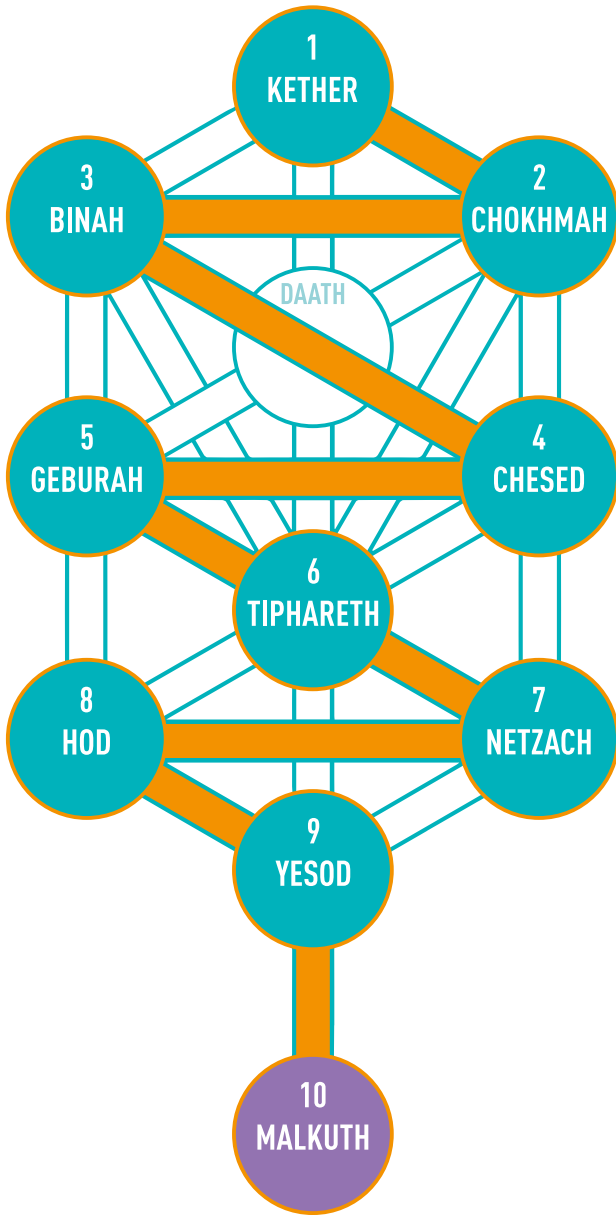 1
KETHER
3
BINAH
2
CHOKHMAH
DAATH
5
GEBURAH
4
CHESED
6
TIPHARETH
8
HOD
7
NETZACH
9
YESOD
10
MALKUTH